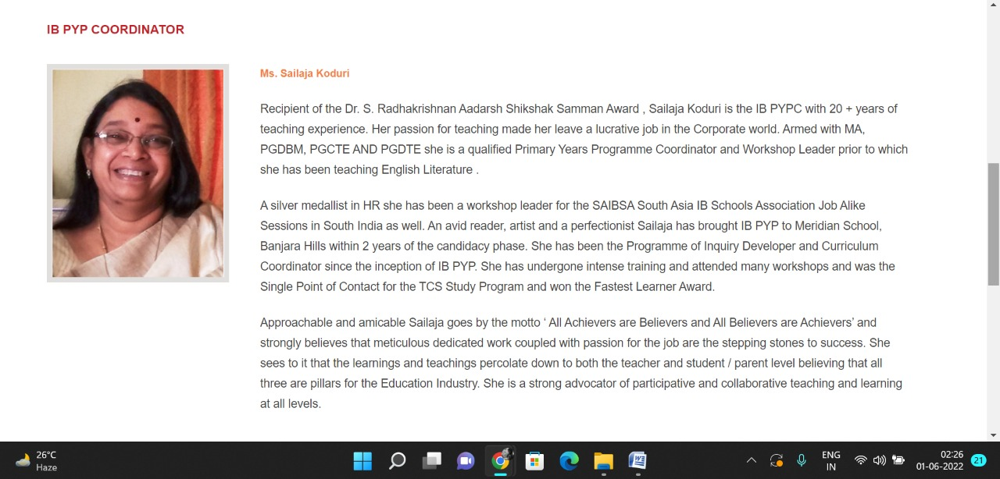 IB PYP COORDINATOR
Ms. Sailaja Koduri
Recipient of the Dr. S. Radhakrishnan Aadarsh Shikshak Samman Award , Sailaja Koduri is the IB PYPC with 20 + years of
teaching experience. Her passion for teaching made her leave a lucrative job in the Corporate world. Armed with MA,
PGDBM, PGCTE AND PGDTE she is a qualified Primary Years Programme Coordinator and Workshop Leader prior to which
she has been teaching English Literature .
A silver medallist in HR she has been a workshop leader for the SAIBSA South Asia IB Schools Association Job Alike
Sessions in South India as well. An avid reader, artist and a perfectionist Sailaja has brought IB PYP to Meridian School,
Banjara Hills within 2 years of the candidacy phase. She has been the Programme of Inquiry Developer and Curriculum
Coordinator since the inception of IB PYP. She has undergone intense training and attended many workshops and was the
Single Point of Contact for the TCS Study Program and won the Fastest Learner Award.
Approachable and amicable Sailaja goes by the motto ‘ All Achievers are Believers and All Believers are Achievers’ and
strongly believes that meticulous dedicated work coupled with passion for the job are the stepping stones to success. She
sees to it that the learnings and teachings percolate down to both the teacher and student / parent level believing that all
three are pillars for the Education Industry. She is a strong advocator of participative and collaborative teaching and learning
at all levels.
26°C
Haze
ENG
IN
02:26
01-06-2022
21